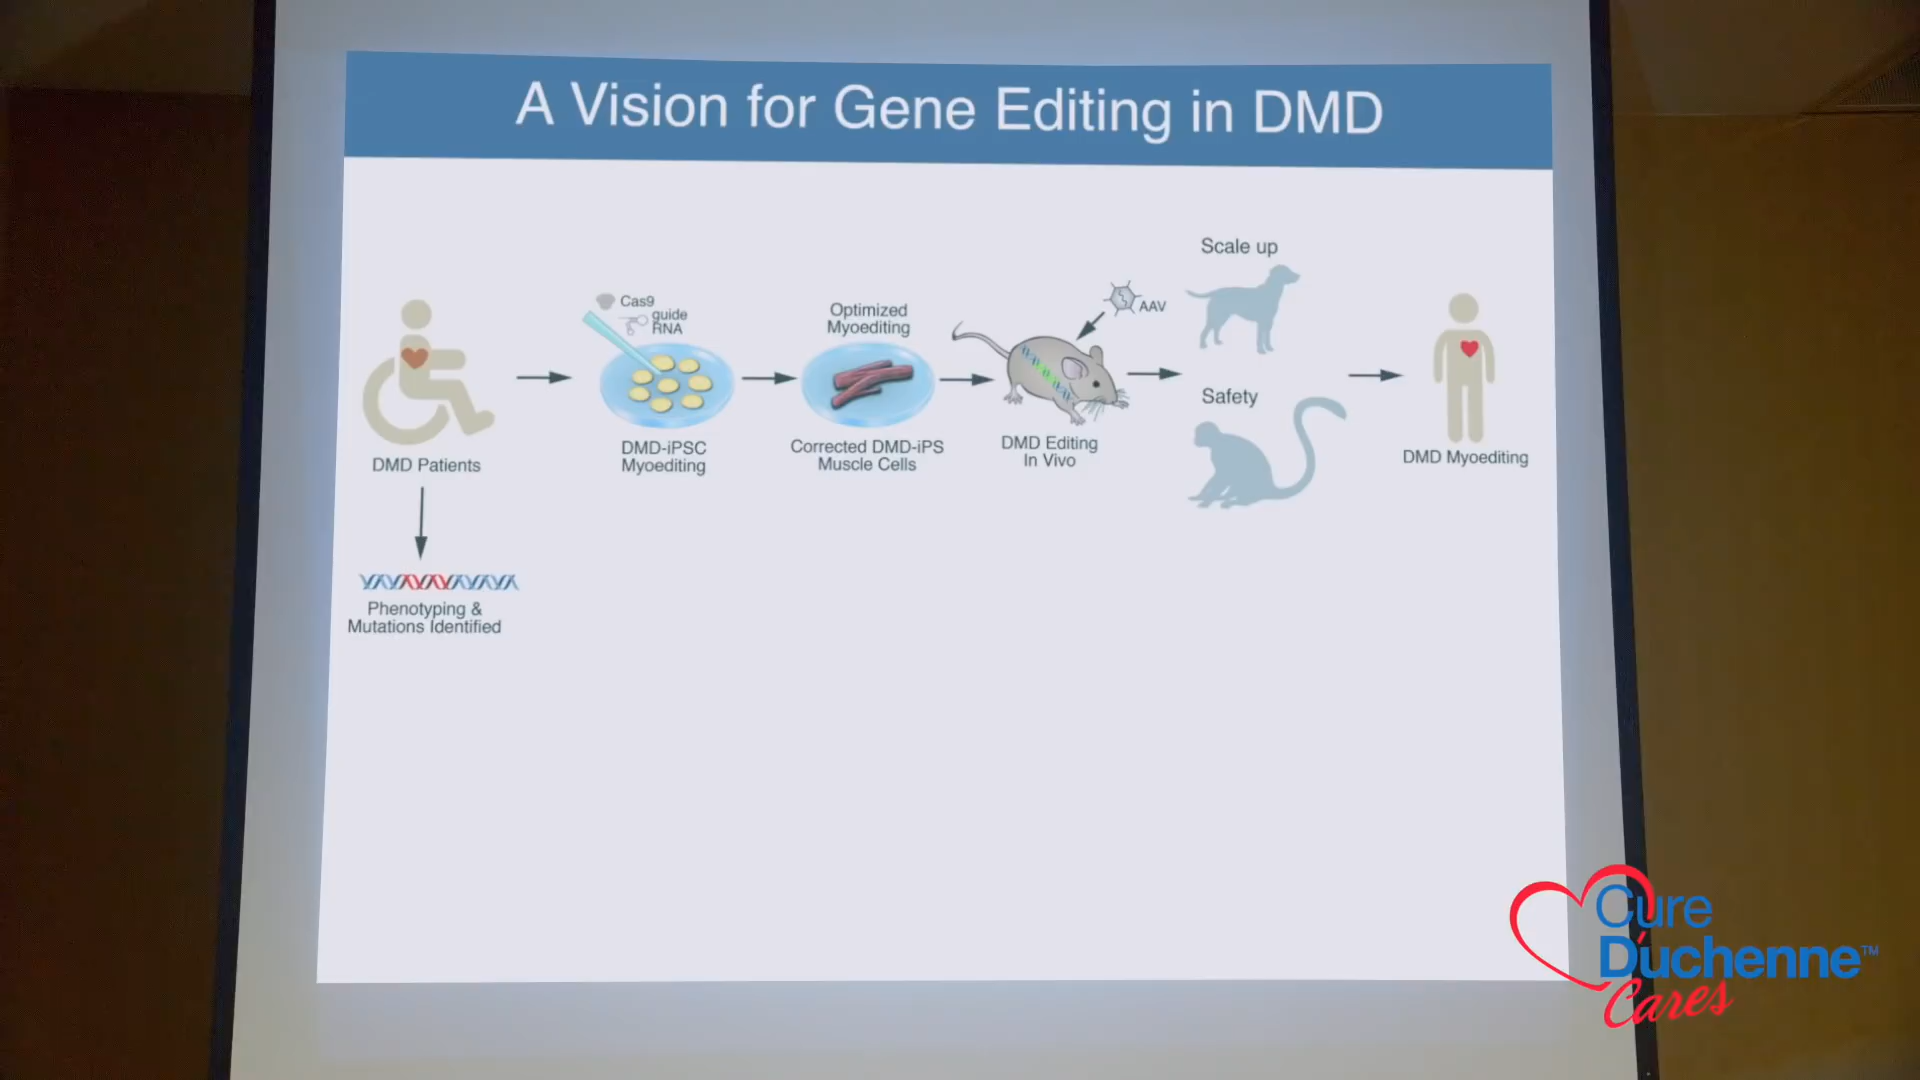 A Vision for Gene Editing in DMD
Scale up
Cas9
guide
RNA
Optimized
Myoediting
AAV
Safety
DMD Patients
DMD-iPSC
Myoediting
Corrected DMD-iPS
Muscle Cells
DMD Editing
In Vivo
DMD Myoediting
Phenotyping &
Mutations Identified
Cure
Duchenne™
Cares